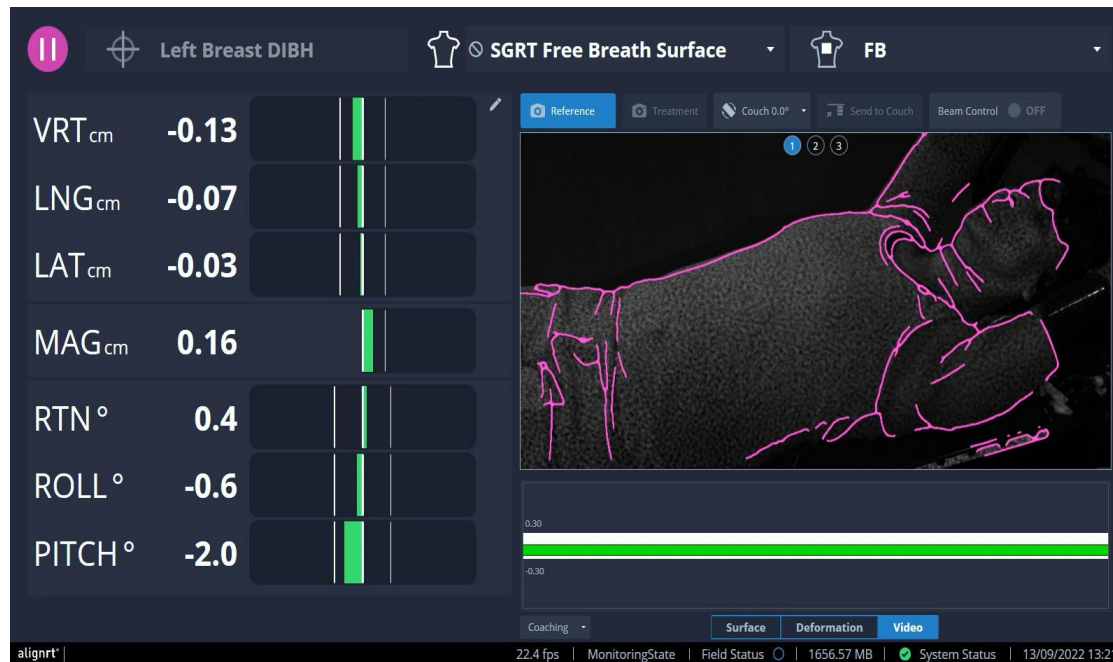 Left Breast DIBH
SGRT Free Breath Surface
FB
VRT cm -0.13
LNG cm -0.07
LAT cm -0.03
MAG cm 0.16
RTN ° 0.4
ROLL ° -0.6
PITCH ° -2.0
Reference
Treatment
Couch 0.0°
Send to Couch
Beam Control OFF
1 2 3
0.30
-0.30
Coaching
Surface Deformation Video
alignrt® | 22.4 fps | MonitoringState | Field Status | 1656.57 MB | System Status | 13/09/2022 13:2